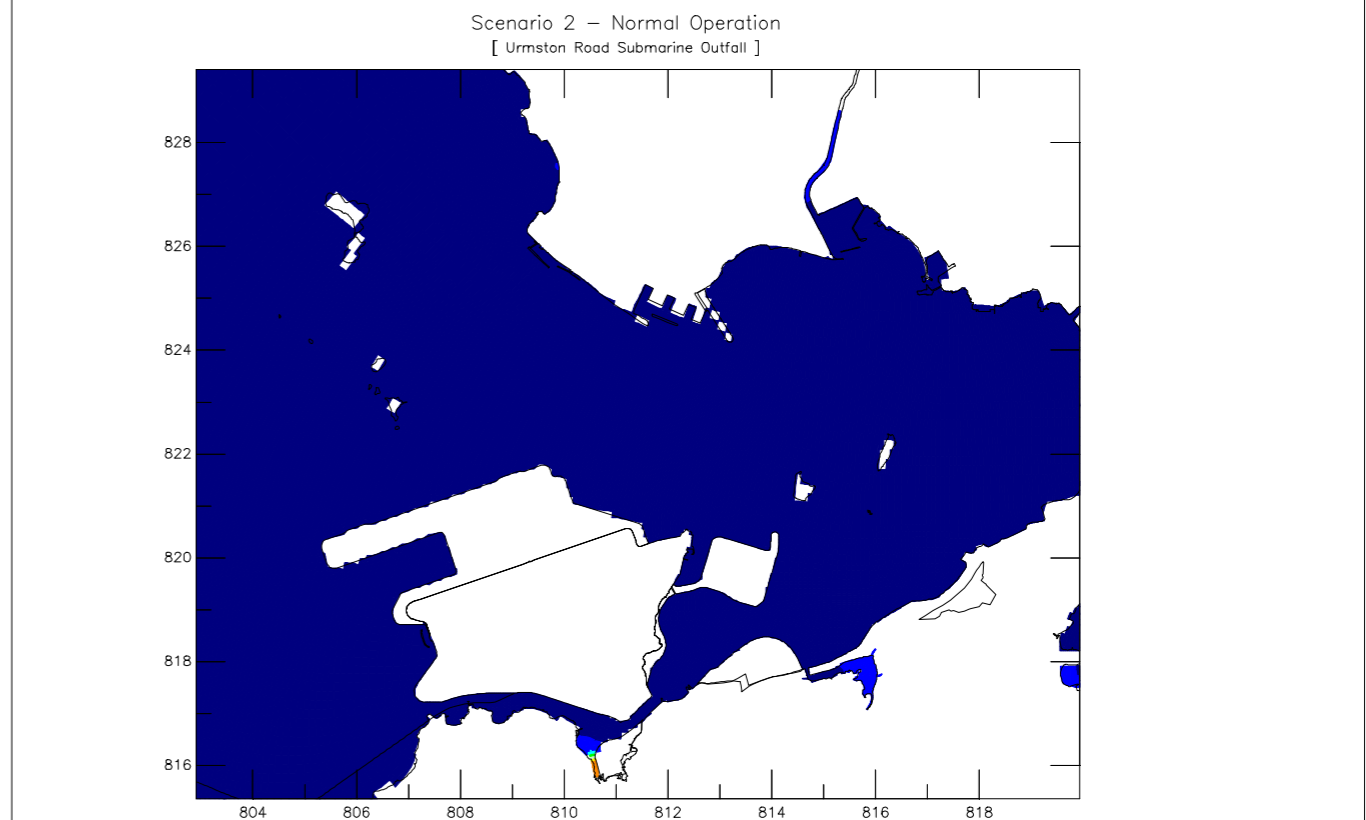 Scenario 2 – Normal Operation
[ Urmston Road Submarine Outfall ]
828
826
824
822
820
818
816
804 806 808 810 812 814 816 818